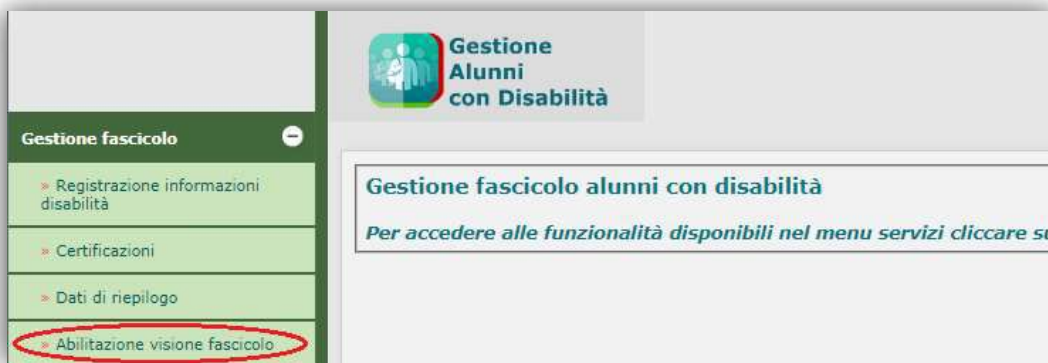 Gestione
Alunni
con Disabilità
Gestione fascicolo
» Registrazione informazioni
disabilità
» Certificazioni
» Dati di riepilogo
» Abilitazione visione fascicolo
Gestione fascicolo alunni con disabilità
Per accedere alle funzionalità disponibili nel menu servizi cliccare